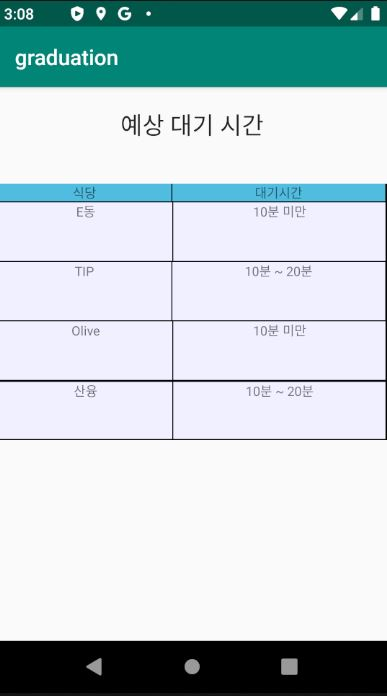 3:08
graduation
예상 대기 시간
식당 대기시간
E동 10분 미만
TIP 10분 ~ 20분
Olive 10분 미만
산융 10분 ~ 20분